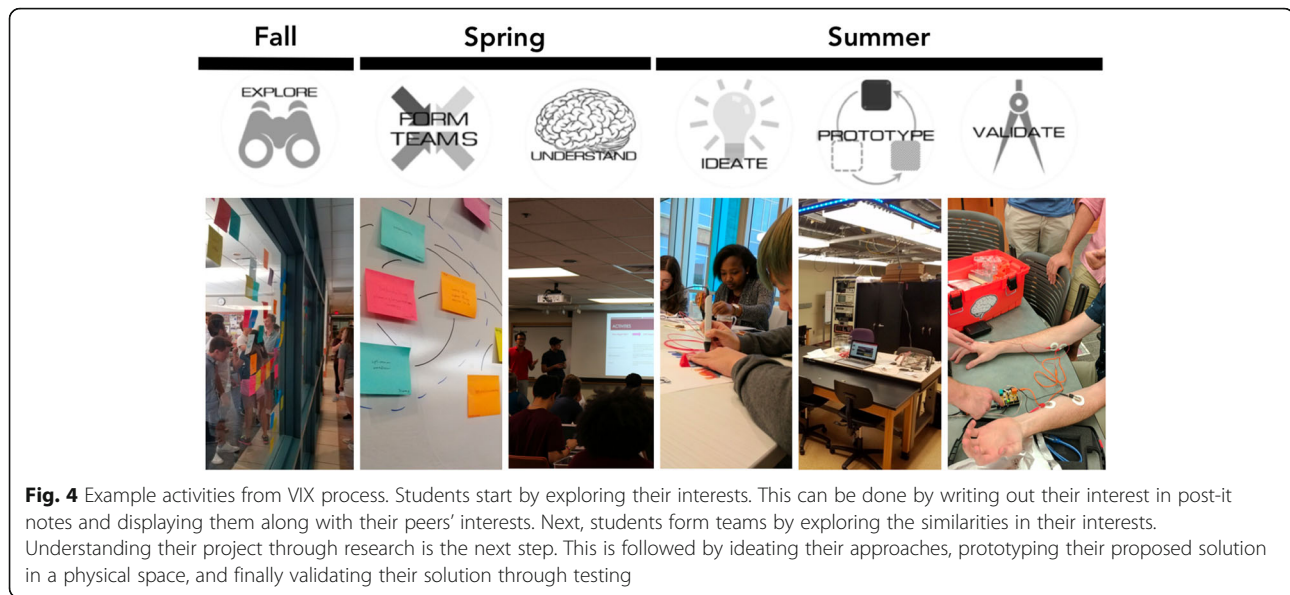 Fall Spring Summer
EXPLORE
FORM
TEAMS
UNDERSTAND
IDEATE
PROTOTYPE
VALIDATE
ACTIVITIES
Fig. 4 Example activities from VIX process. Students start by exploring their interests. This can be done by writing out their interest in post-it
notes and displaying them along with their peers’ interests. Next, students form teams by exploring the similarities in their interests.
Understanding their project through research is the next step. This is followed by ideating their approaches, prototyping their proposed solution
in a physical space, and finally validating their solution through testing